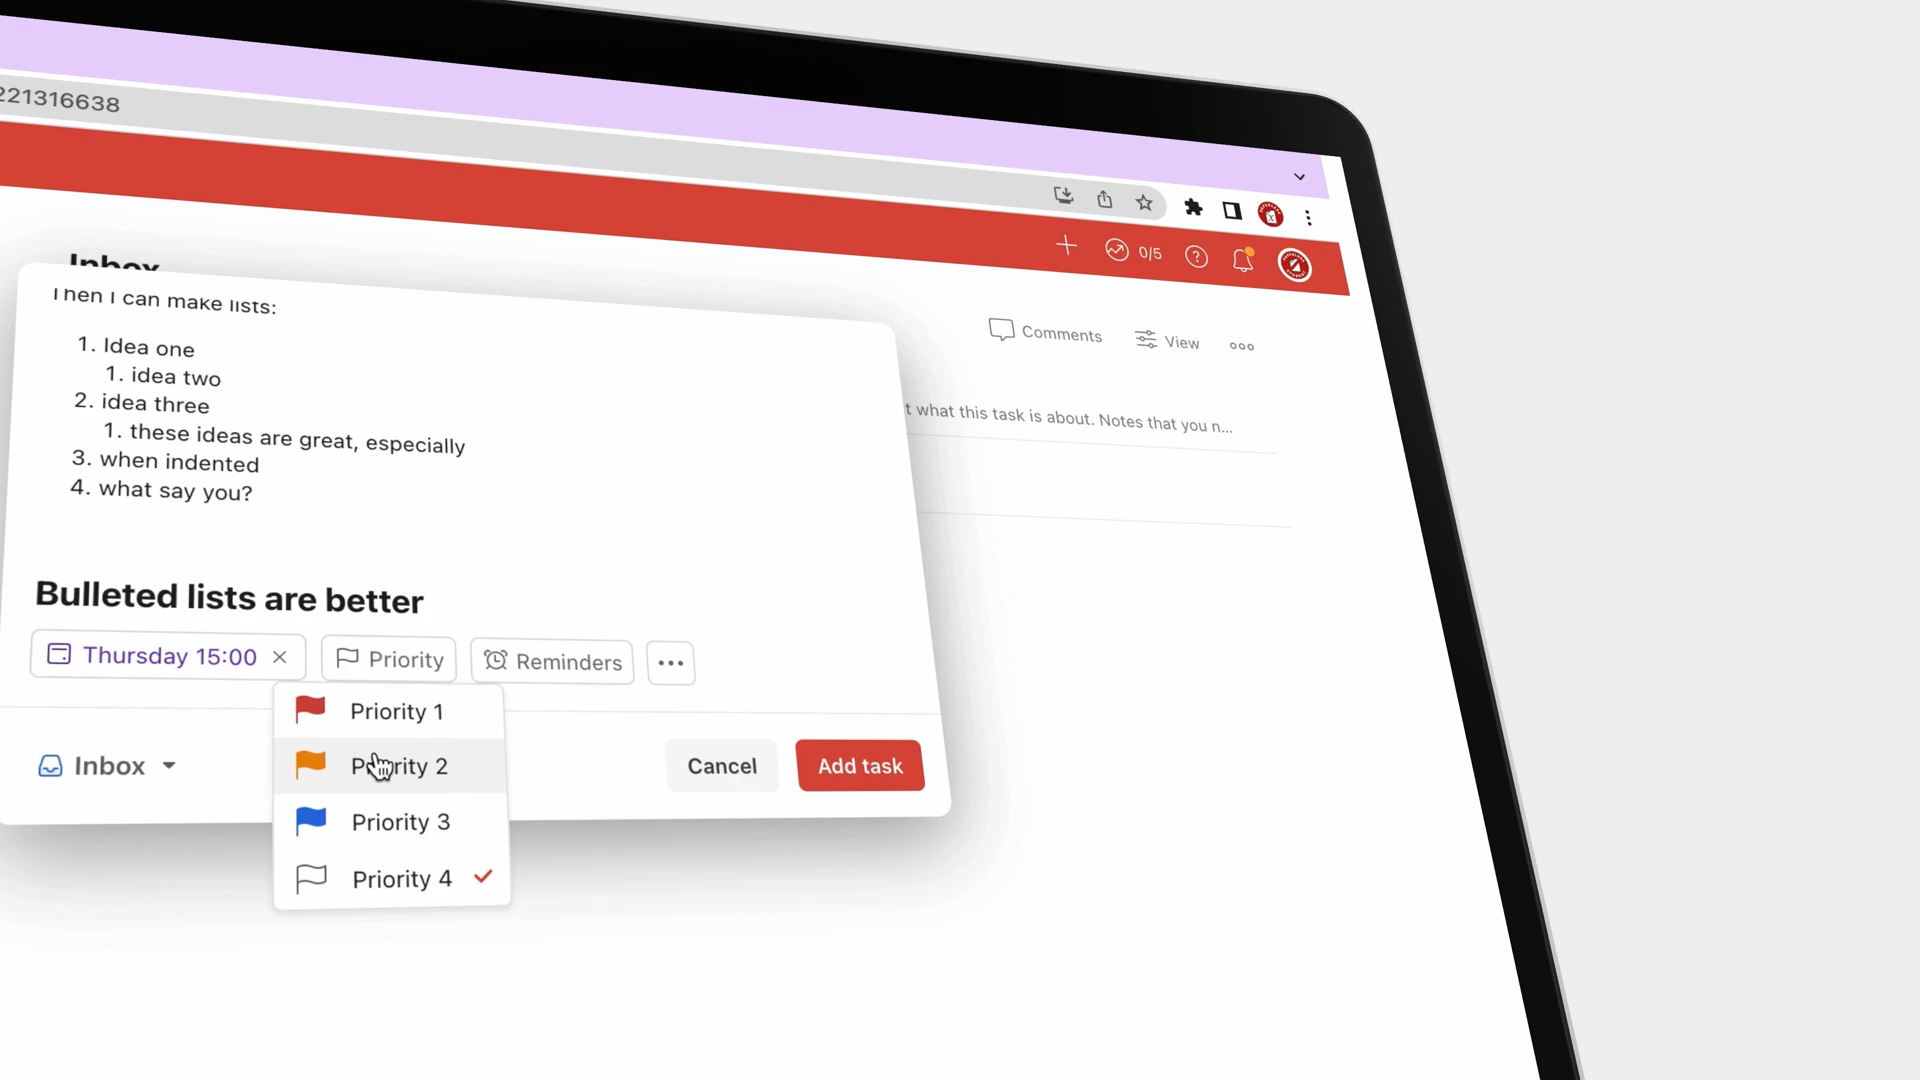 221316638
0/5
Inbox
Comments
View
Then I can make lists:
1. Idea one
1. idea two
2. idea three
1. these ideas are great, especially
3. when indented
4. what say you?
t what this task is about. Notes that you n...
Bulleted lists are better
Thursday 15:00
Priority
Reminders
Priority 1
Inbox
Priority 2
Cancel
Add task
Priority 3
Priority 4